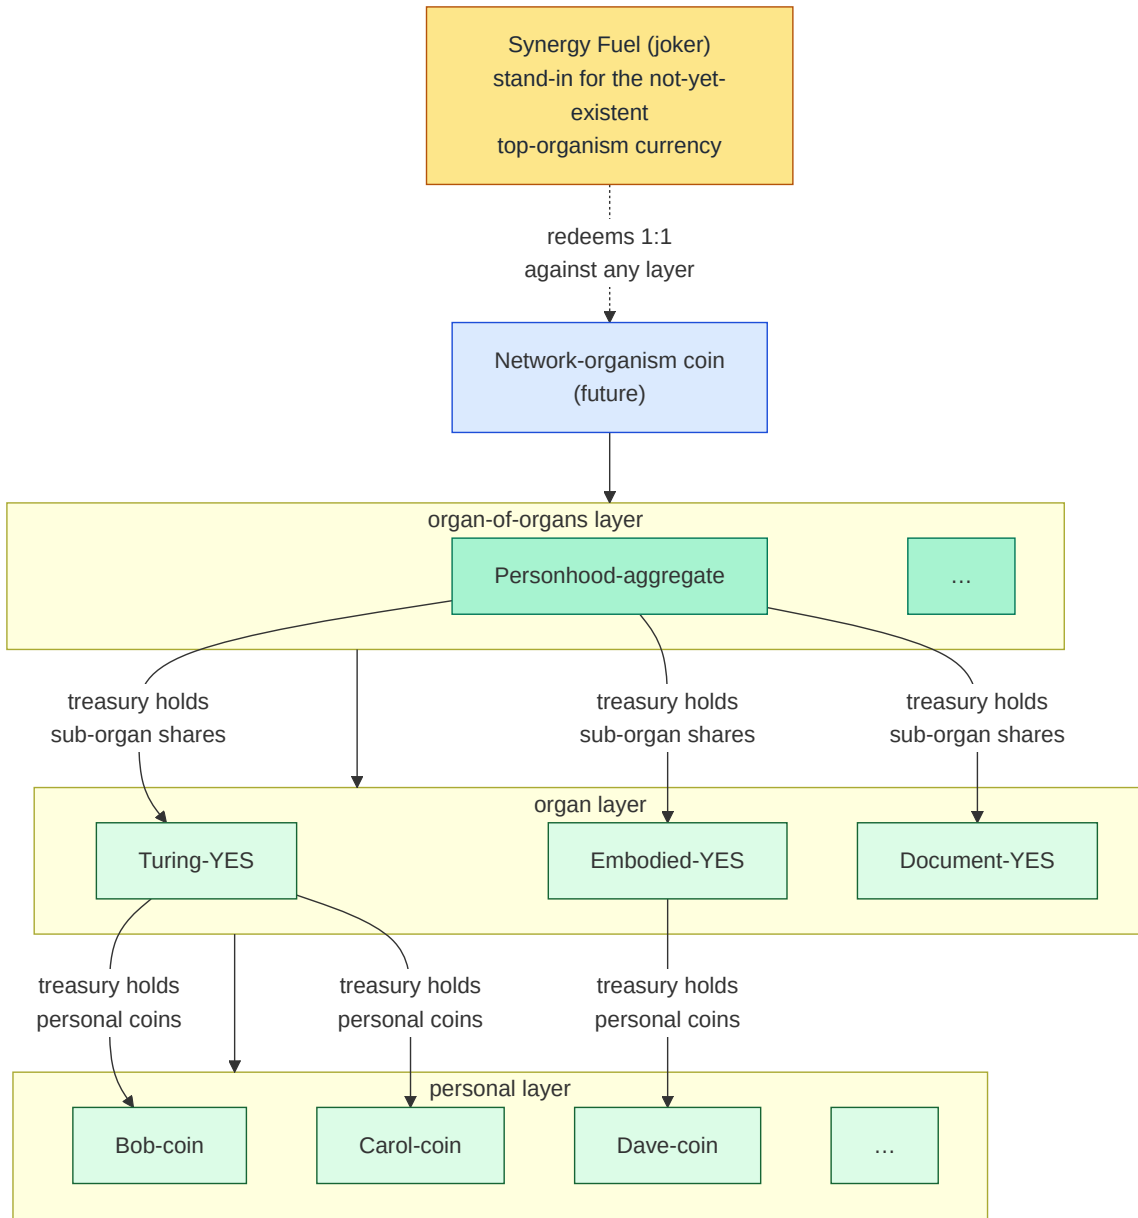 Synergy Fuel (joker)
stand-in for the not-yet-
existent
top-organism currency
redeems 1:1
against any layer
Network-organism coin
(future)
organ-of-organs layer
Personhood-aggregate
…
treasury holds
sub-organ shares
treasury holds
sub-organ shares
treasury holds
sub-organ shares
organ layer
Turing-YES
Embodied-YES
Document-YES
treasury holds
personal coins
treasury holds
personal coins
treasury holds
personal coins
personal layer
Bob-coin
Carol-coin
Dave-coin
…